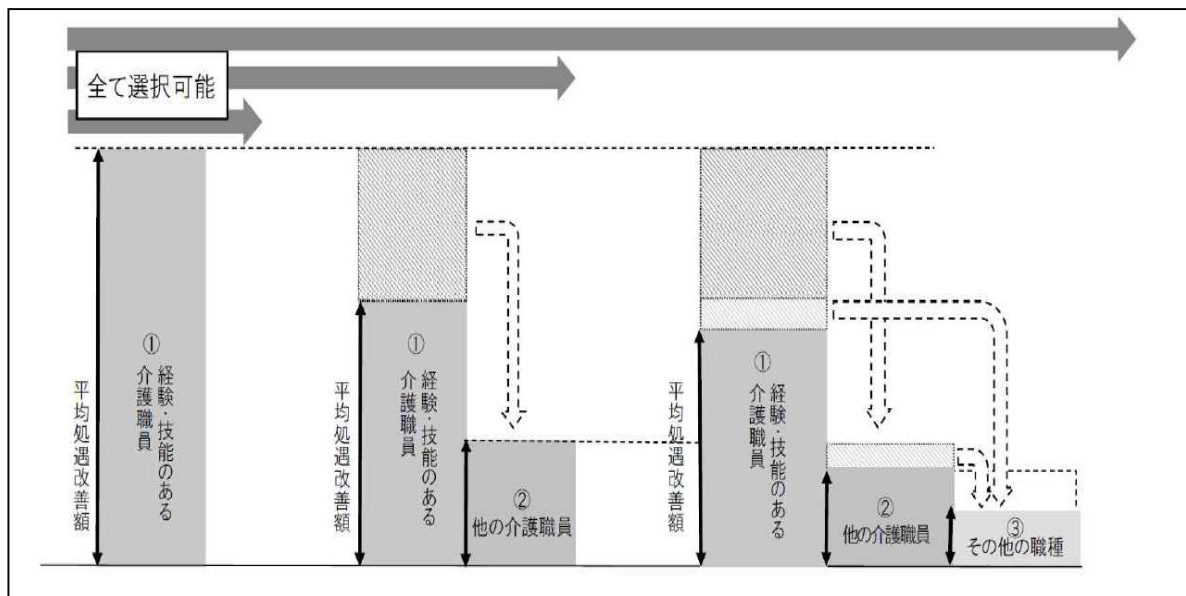 全て選択可能
平均処遇改善額
① 経験・技能のある
介護職員
平均処遇改善額
① 経験・技能のある
介護職員
②
他の介護職員
平均処遇改善額
① 経験・技能のある
介護職員
②
他の介護職員
③
その他の職種